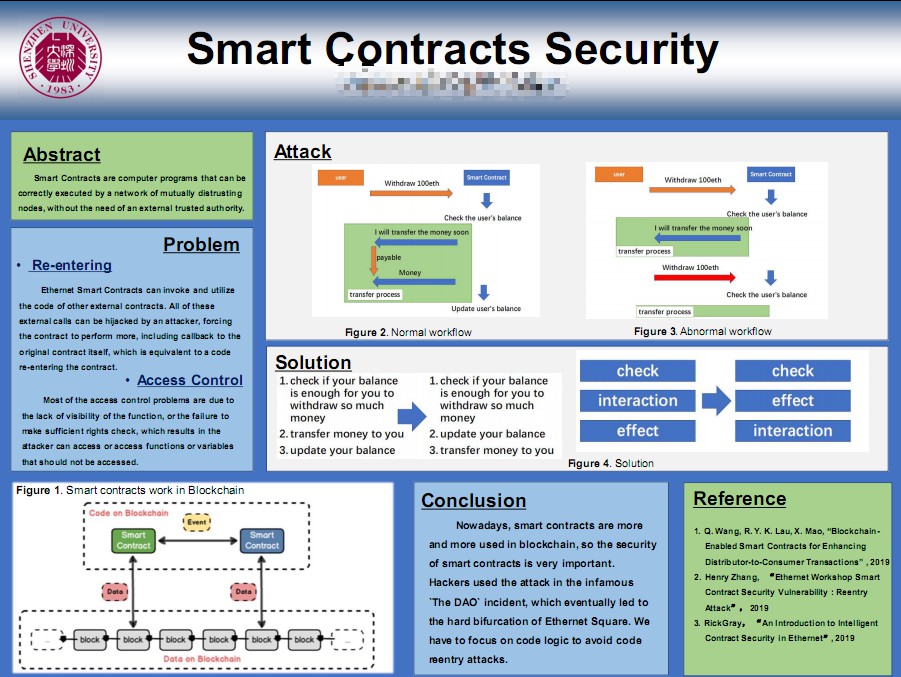 Smart Contracts Security
SHENZHEN UNIVERSITY
1983
Abstract
Smart Contracts are computer programs that can be
correctly executed by a network of mutually distrusting
nodes, without the need of an external trusted authority.
Problem
• Re-entering
Ethernet Smart Contracts can invoke and utilize
the code of other external contracts. All of these
external calls can be hijacked by an attacker, forcing
the contract to perform more, including callback to the
original contract itself, which is equivalent to a code
re-entering the contract.
• Access Control
Most of the access control problems are due to
the lack of visibility of the function, or the failure to
make sufficient rights check, which results in the
attacker can access or access functions or variables
that should not be accessed.
Attack
user
Withdraw 100eth
Smart Contract
Check the user's balance
I will transfer the money soon
payable
Money
transfer process
Update user's balance
Figure 2. Normal workflow
user
Withdraw 100eth
Smart Contract
Check the user's balance
I will transfer the money soon
transfer process
Withdraw 100eth
Check the user's balance
transfer process
Figure 3. Abnormal workflow
Solution
1. check if your balance
is enough for you to
withdraw so much
money
2. transfer money to you
3. update your balance
1. check if your balance
is enough for you to
withdraw so much
money
2. update your balance
3. transfer money to you
check
interaction
effect
check
effect
interaction
Figure 4. Solution
Figure 1. Smart contracts work in Blockchain
Code on Blockchain
Event
Smart
Contract
Smart
Contract
Data
Data
... block block block block block block ...
Data on Blockchain
Conclusion
Nowadays, smart contracts are more
and more used in blockchain, so the security
of smart contracts is very important.
Hackers used the attack in the infamous
`The DAO` incident, which eventually led to
the hard bifurcation of Ethernet Square. We
have to focus on code logic to avoid code
reentry attacks.
Reference
1. Q. Wang, R. Y. K. Lau, X. Mao, "Blockchain-
Enabled Smart Contracts for Enhancing
Distributor-to-Consumer Transactions", 2019
2. Henry Zhang, "Ethernet Workshop Smart
Contract Security Vulnerability : Reentry
Attack", 2019
3. RickGray, "An Introduction to Intelligent
Contract Security in Ethernet", 2019